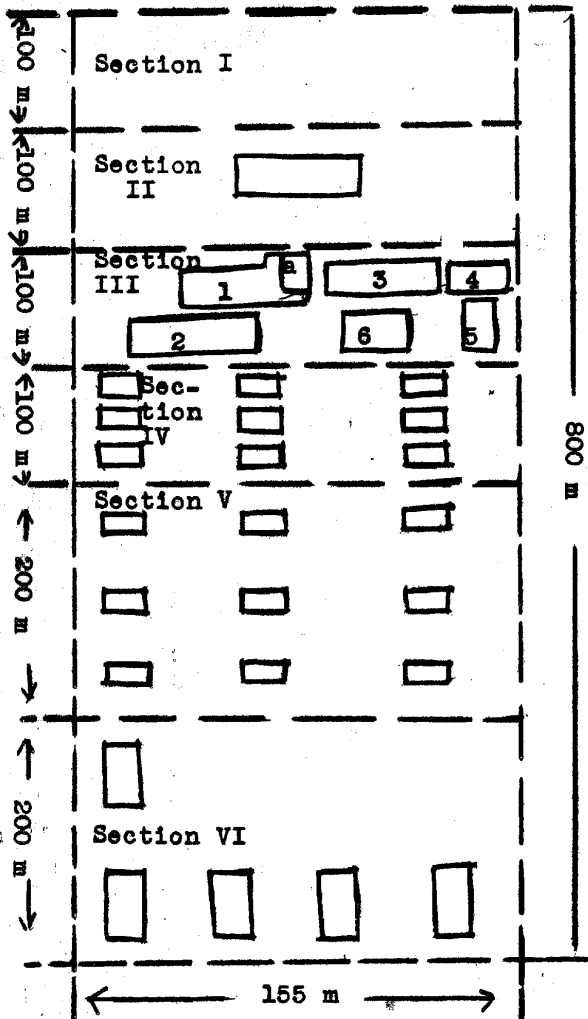 100 m
Section I
100 m
Section
II
100 m
Section
III
a
1
3
4
2
6
5
100 m
Sec-
tion
IV
800 m
Section V
200 m
200 m
Section VI
155 m